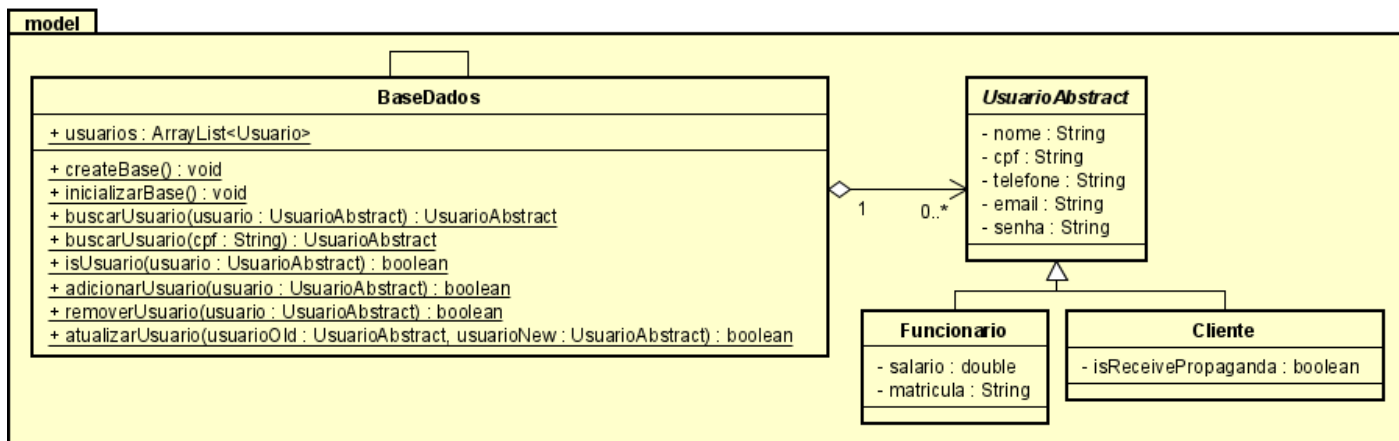 model
BaseDados
+ usuarios : ArrayList<Usuario>
+ createBase() : void
+ inicializarBase() : void
+ buscarUsuario(usuario : UsuarioAbstract) : UsuarioAbstract
+ buscarUsuario(cpf : String) : UsuarioAbstract
+ isUsuario(usuario : UsuarioAbstract) : boolean
+ adicionarUsuario(usuario : UsuarioAbstract) : boolean
+ removerUsuario(usuario : UsuarioAbstract) : boolean
+ atualizarUsuario(usuarioOld : UsuarioAbstract, usuarioNew : UsuarioAbstract) : boolean
1
0..*
UsuarioAbstract
- nome : String
- cpf : String
- telefone : String
- email : String
- senha : String
Funcionario
- salario : double
- matricula : String
Cliente
- isReceivePropaganda : boolean